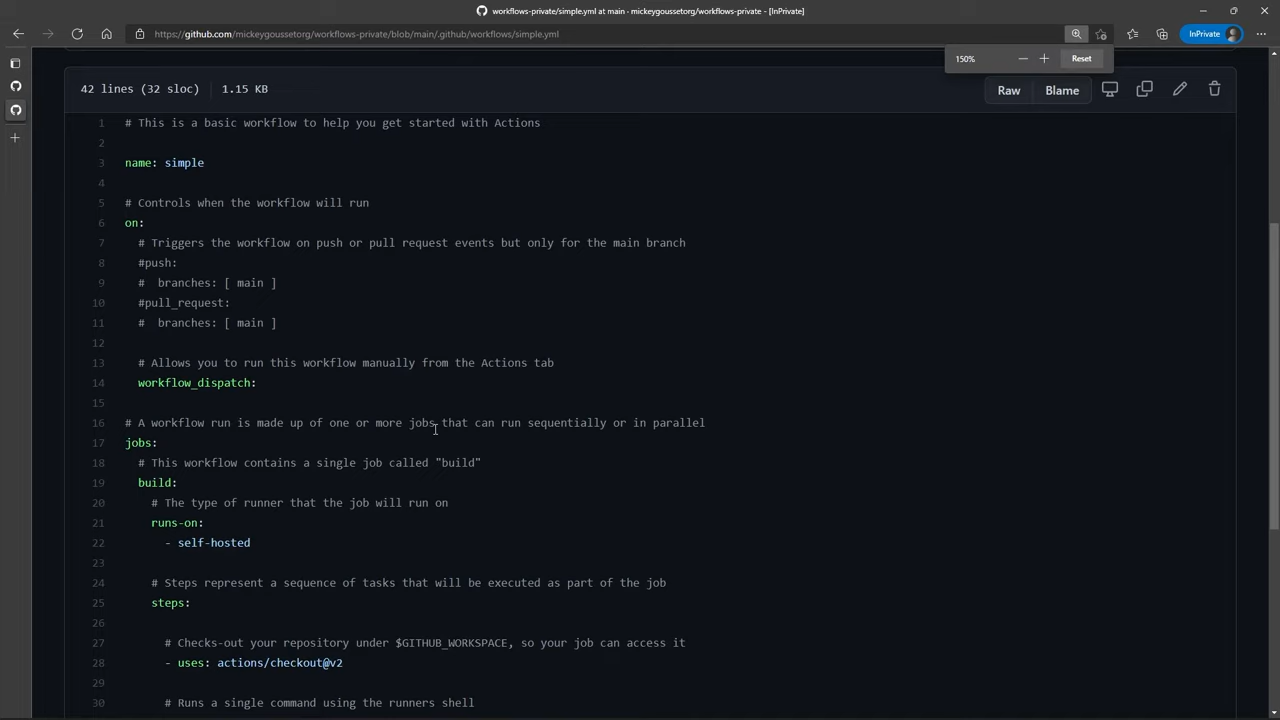 workflows-private/simple.yml at main - mickeygoussetorg/workflows-private - [InPrivate]
https://github.com/mickeygoussetorg/workflows-private/blob/main/.github/workflows/simple.yml
InPrivate
150%
Reset
42 lines (32 sloc)
1.15 KB
Raw
Blame
1 # This is a basic workflow to help you get started with Actions
2
3 name: simple
4
5 # Controls when the workflow will run
6 on:
7 # Triggers the workflow on push or pull request events but only for the main branch
8 #push:
9 #  branches: [ main ]
10 #pull_request:
11 #  branches: [ main ]
12
13 # Allows you to run this workflow manually from the Actions tab
14 workflow_dispatch:
15
16 # A workflow run is made up of one or more jobs that can run sequentially or in parallel
17 jobs:
18 # This workflow contains a single job called "build"
19 build:
20 # The type of runner that the job will run on
21 runs-on:
22 - self-hosted
23
24 # Steps represent a sequence of tasks that will be executed as part of the job
25 steps:
26
27 # Checks-out your repository under $GITHUB_WORKSPACE, so your job can access it
28 - uses: actions/checkout@v2
29
30 # Runs a single command using the runners shell